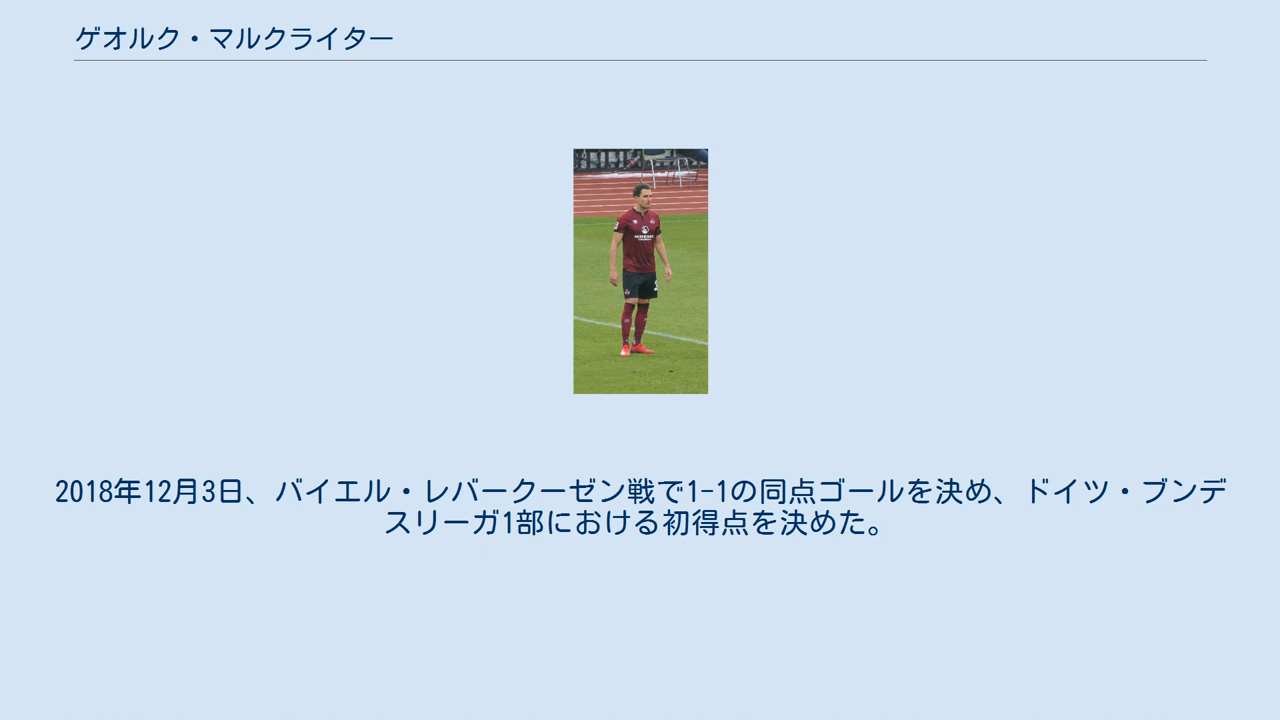 ゲオルク・マルクライター
2018年12月3日、バイエル・レバークーゼン戦で1-1の同点ゴールを決め、ドイツ・ブンデ
スリーガ1部における初得点を決めた。